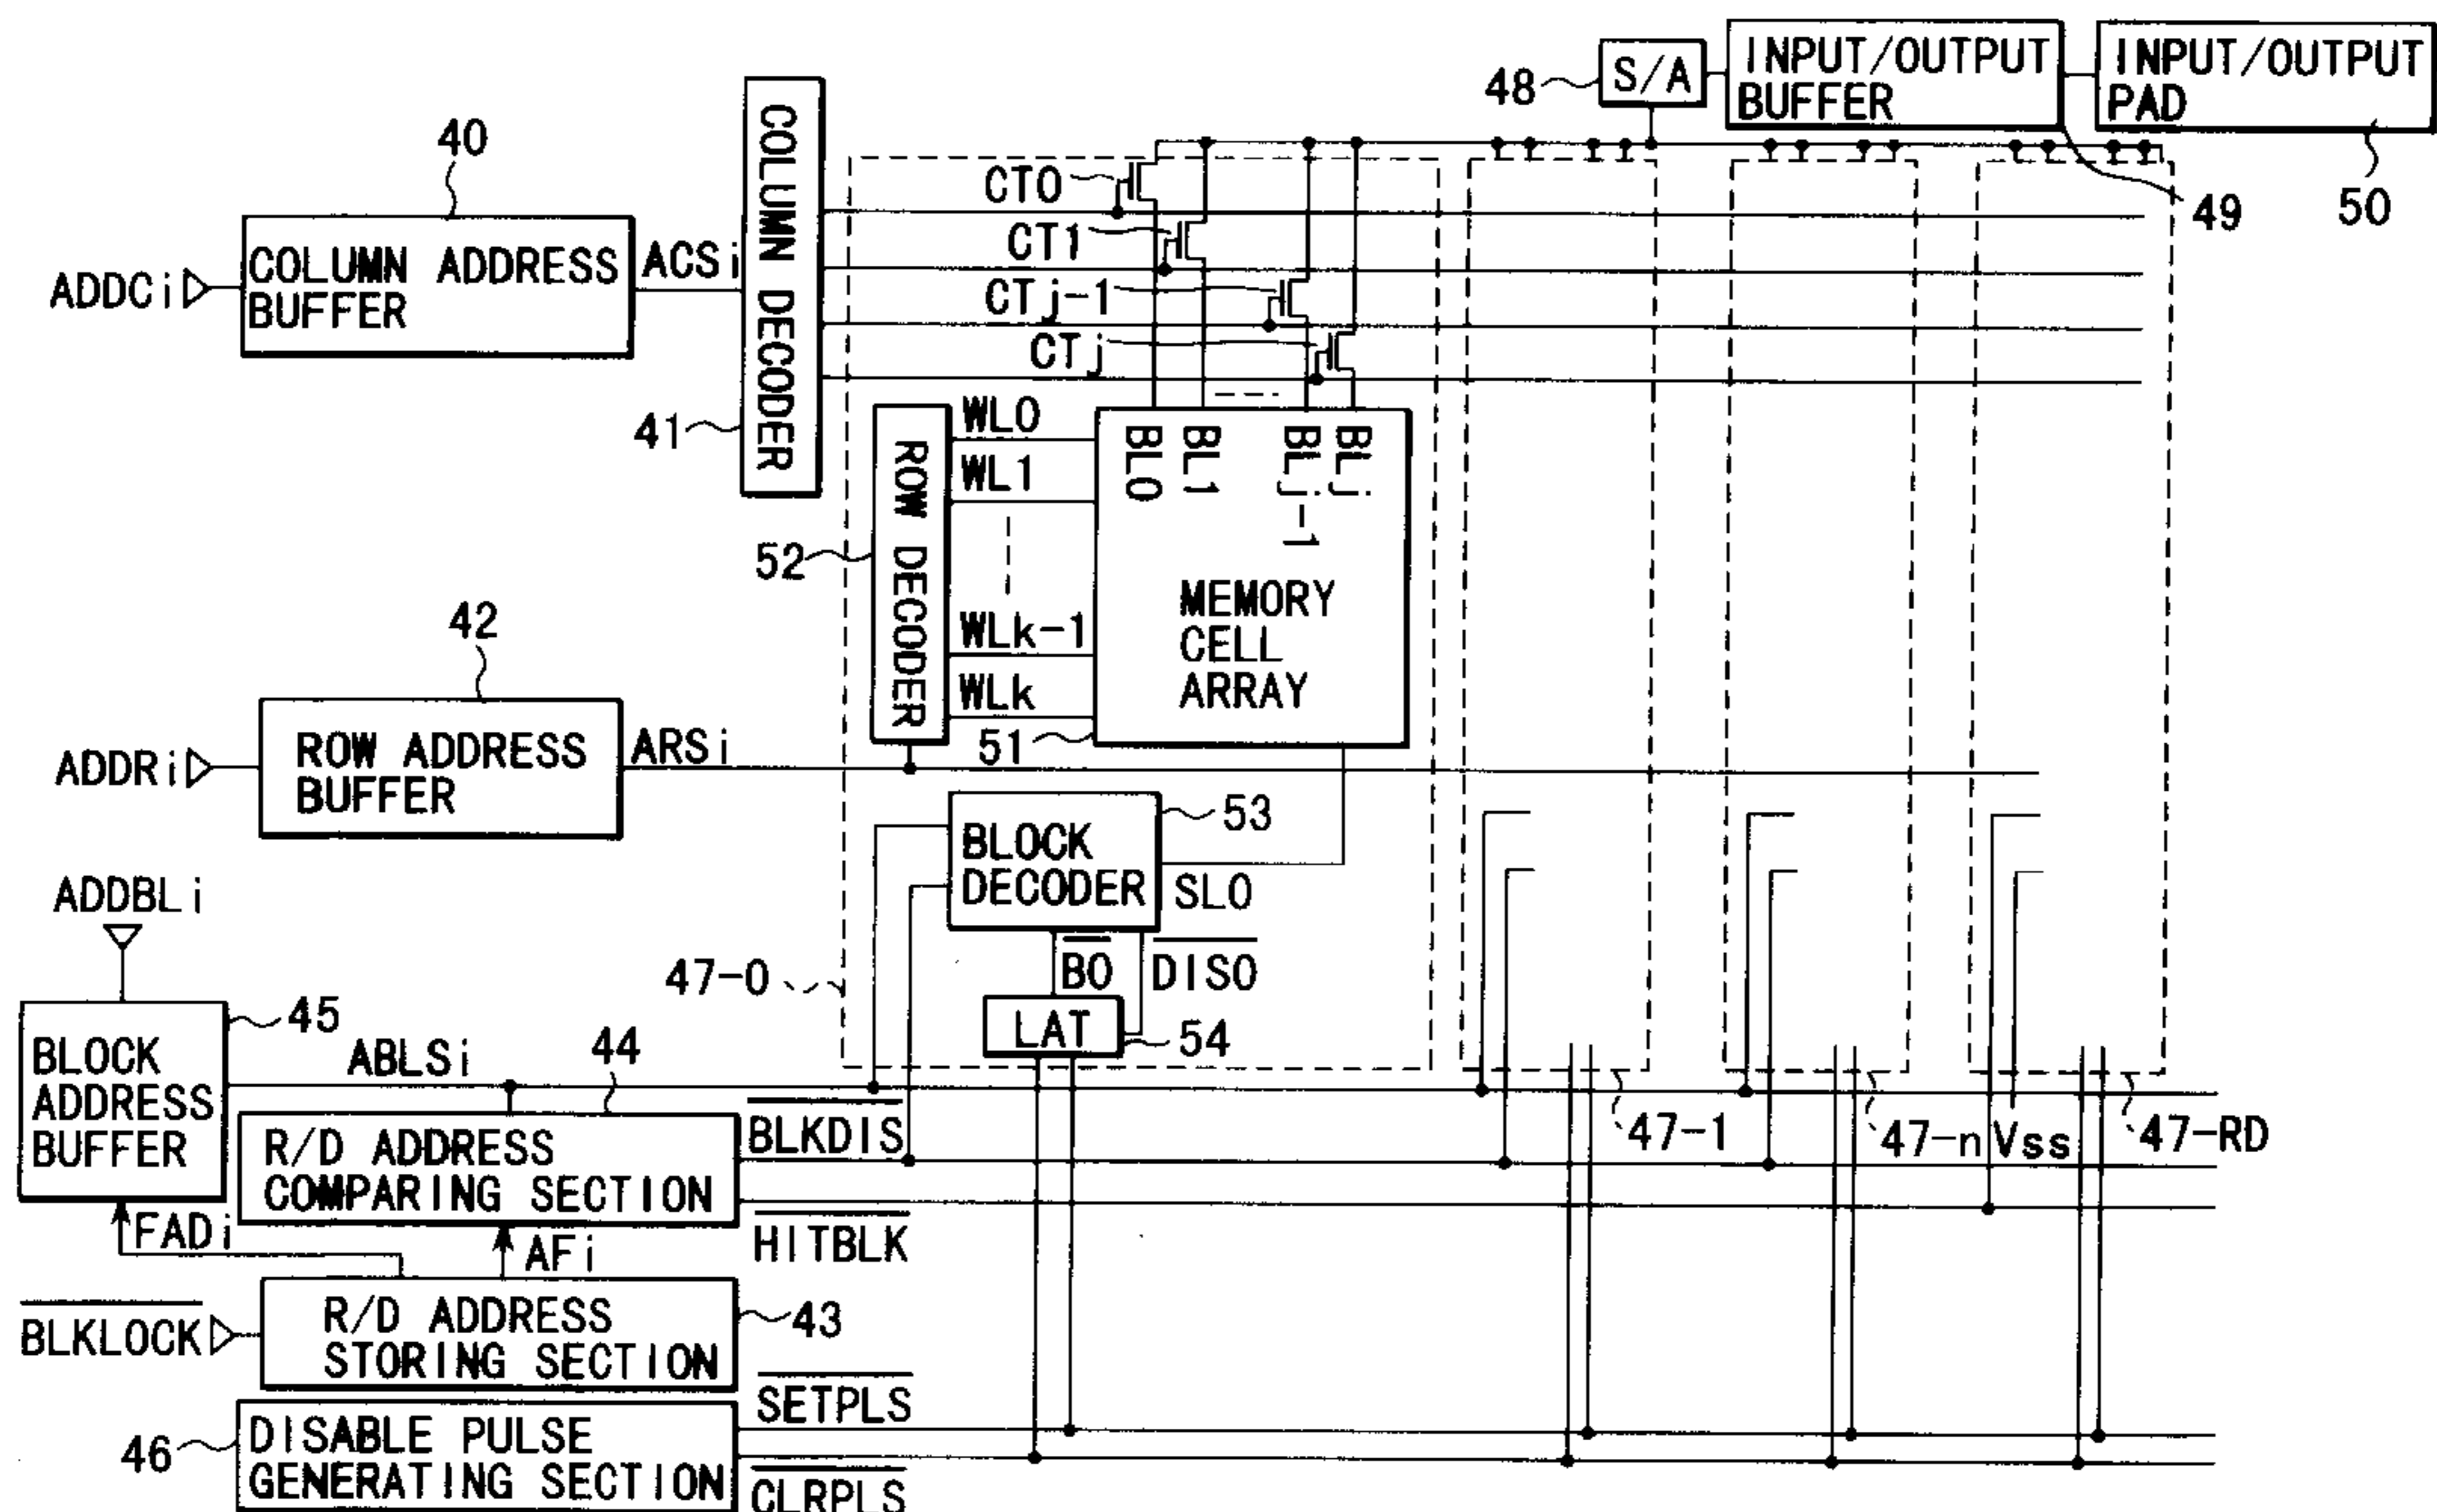 48
S/A
INPUT/OUTPUT
BUFFER
INPUT/OUTPUT
PAD
49
50
40
COLUMN ADDRESS
BUFFER
ADDCi
ACSi
COLUMN DECODER
41
CT0
CT1
CTj-1
CTj
WL0
WL1
WLk-1
WLk
ROW DECODER
52
BL0
BL1
BLj-1
BLj
MEMORY
CELL
ARRAY
51
42
ADDRi
ROW ADDRESS
BUFFER
ARSi
BLOCK
DECODER
53
SL0
B0
DIS0
LAT
54
47-0
ADDBLi
45
BLOCK
ADDRESS
BUFFER
ABLSi
44
R/D ADDRESS
COMPARING SECTION
BLKDIS
HITBLK
47-1
47-n
Vss
47-RD
FADi
AFi
BLKLOCK
R/D ADDRESS
STORING SECTION
43
46
DISABLE PULSE
GENERATING SECTION
SETPLS
CLRPLS